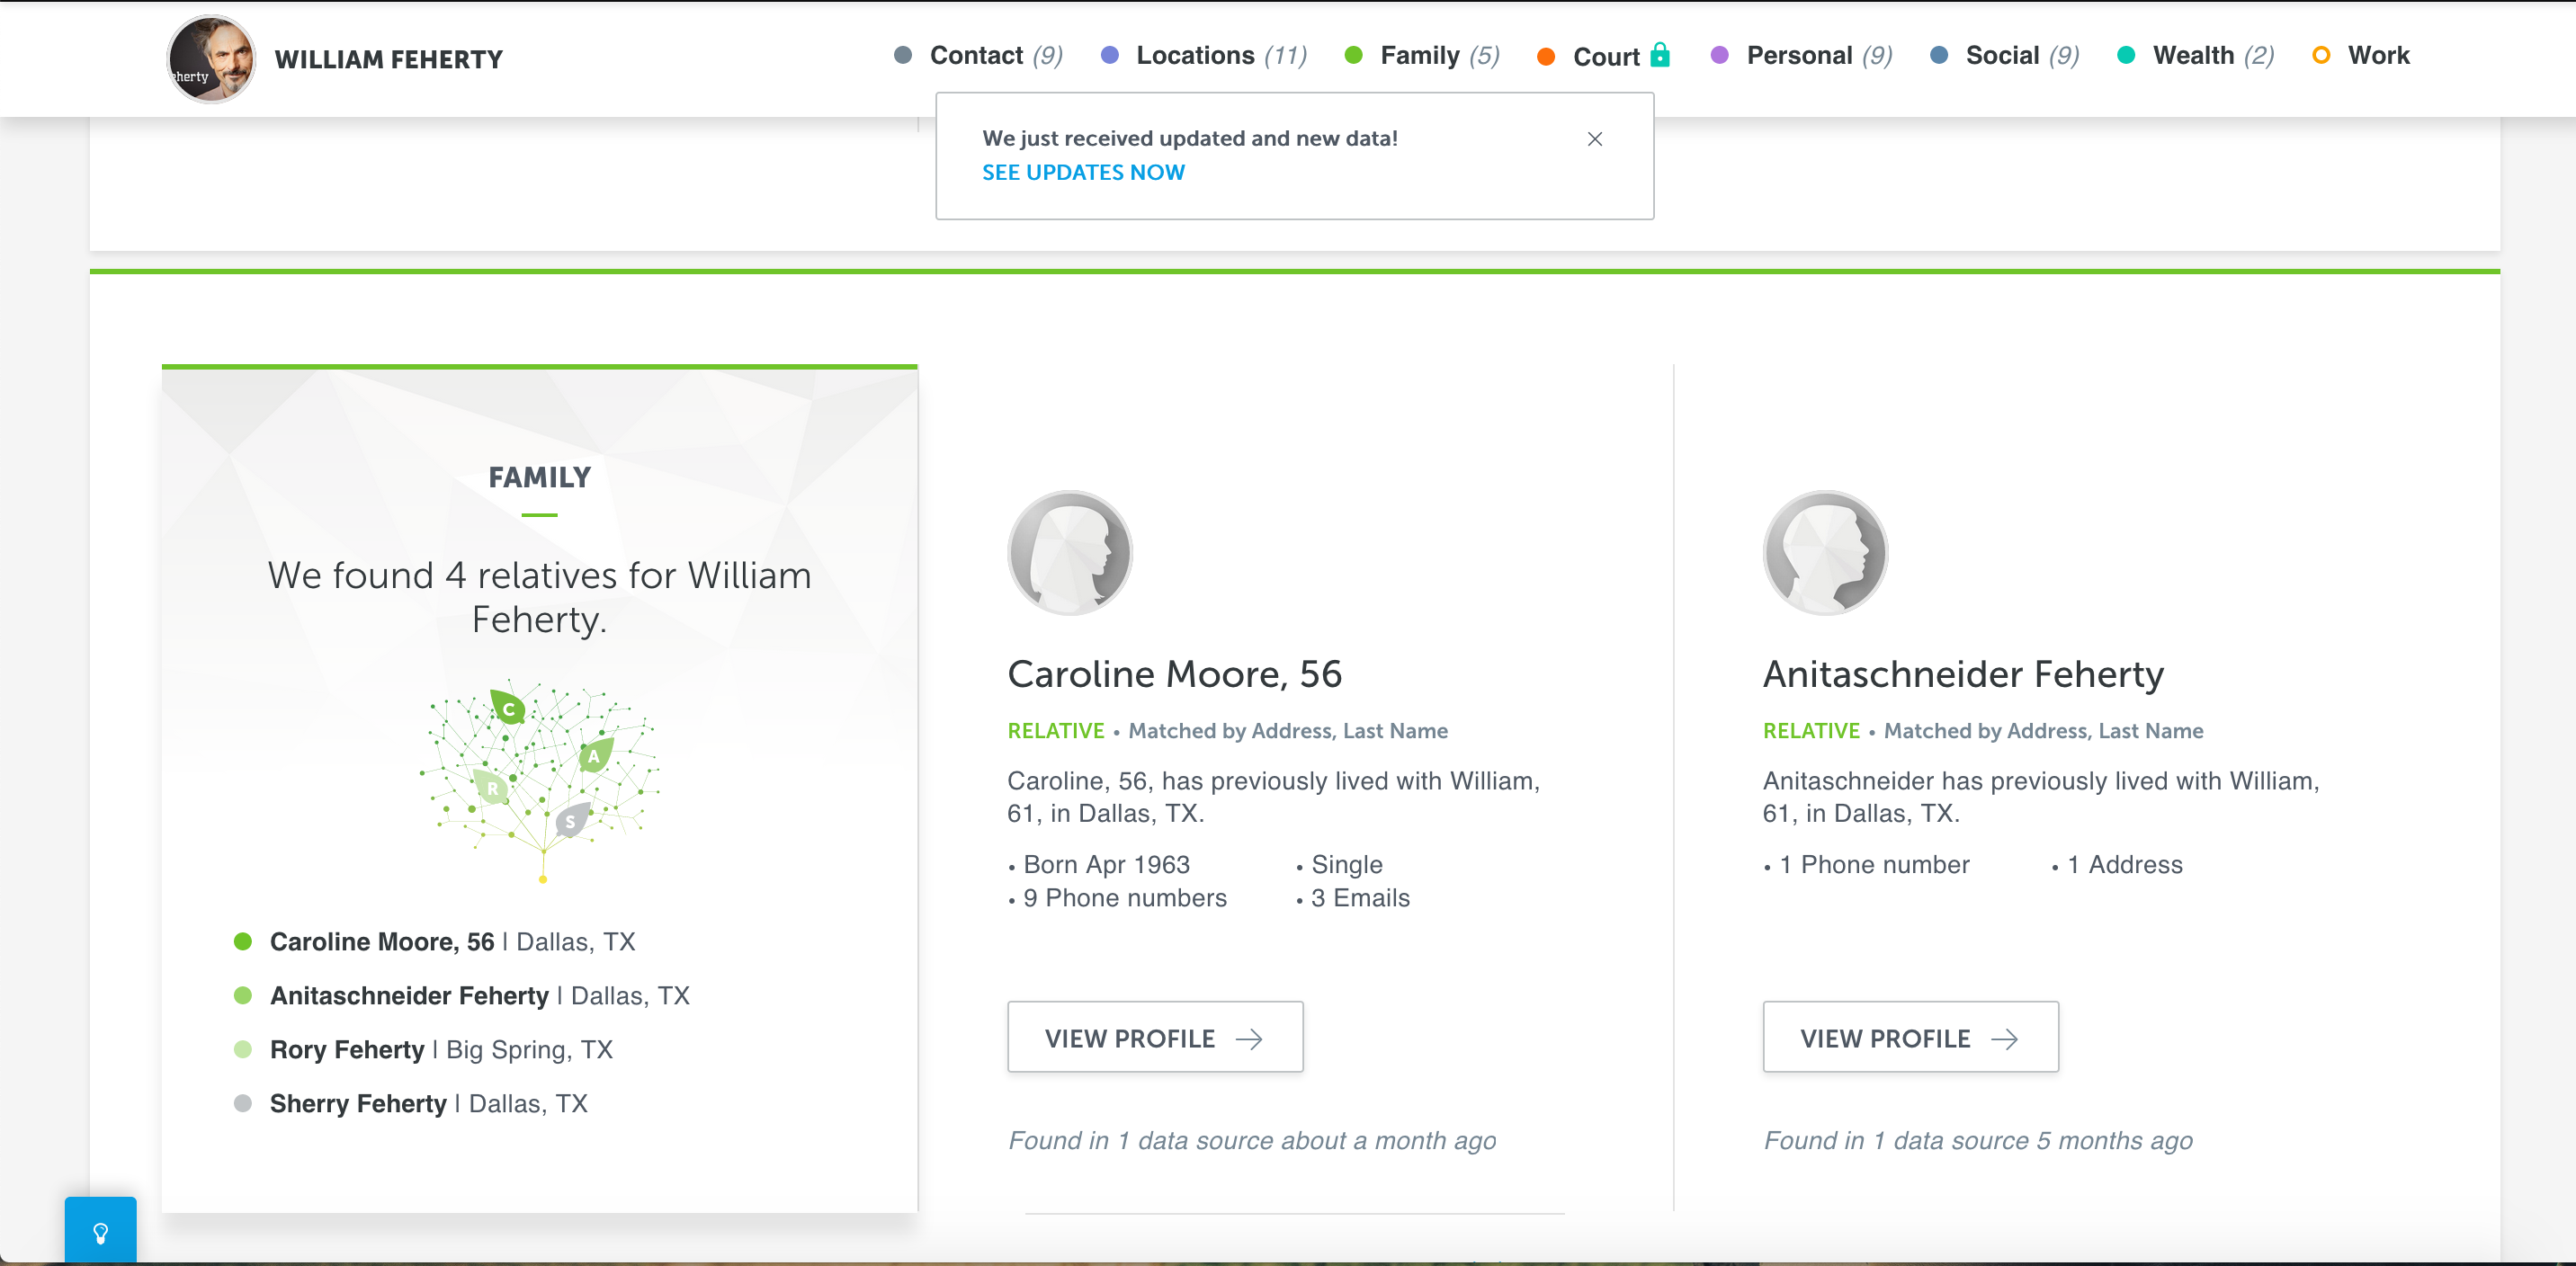 herty
WILLIAM FEHERTY
Contact (9)
Locations (11)
Family (5)
Court
Personal (9)
Social (9)
Wealth (2)
Work
We just received updated and new data!
SEE UPDATES NOW
FAMILY
We found 4 relatives for William
Feherty.
C
A
R
S
Caroline Moore, 56 | Dallas, TX
Anitaschneider Feherty | Dallas, TX
Rory Feherty | Big Spring, TX
Sherry Feherty | Dallas, TX
Caroline Moore, 56
RELATIVE • Matched by Address, Last Name
Caroline, 56, has previously lived with William,
61, in Dallas, TX.
• Born Apr 1963 • Single
• 9 Phone numbers • 3 Emails
VIEW PROFILE →
Found in 1 data source about a month ago
Anitaschneider Feherty
RELATIVE • Matched by Address, Last Name
Anitaschneider has previously lived with William,
61, in Dallas, TX.
• 1 Phone number • 1 Address
VIEW PROFILE →
Found in 1 data source 5 months ago